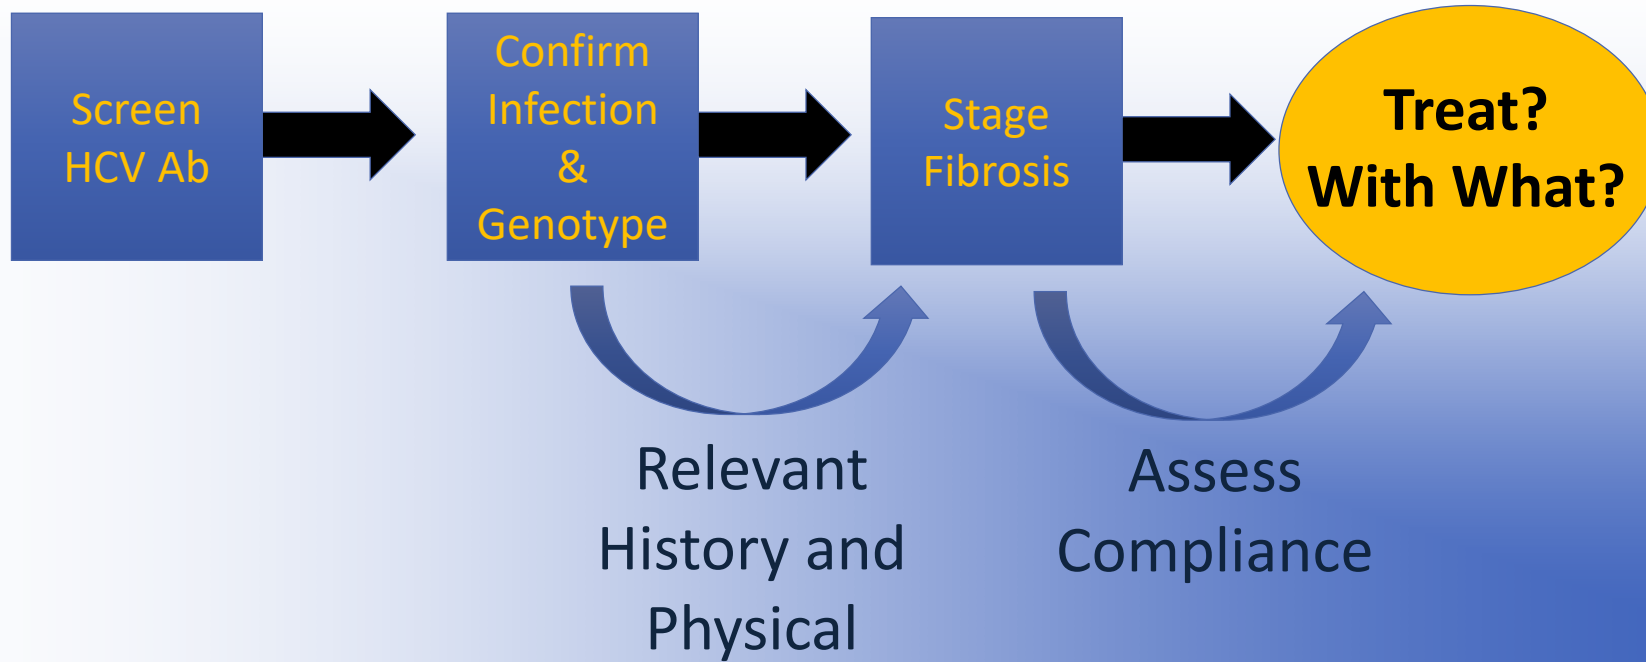 Screen
HCV Ab
Confirm
Infection
&
Genotype
Stage
Fibrosis
Treat?
With What?
Relevant
History and
Physical
Assess
Compliance